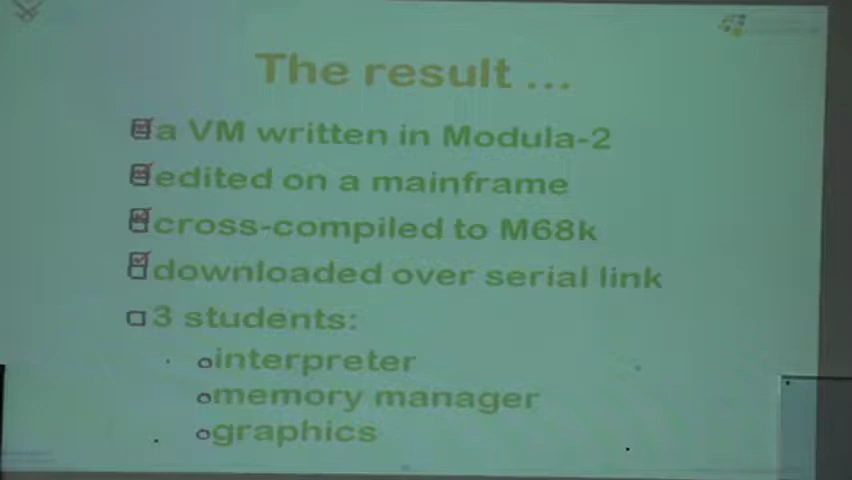 The result ...
a VM written in Modula-2
edited on a mainframe
cross-compiled to M68k
downloaded over serial link
3 students:
interpreter
memory manager
graphics